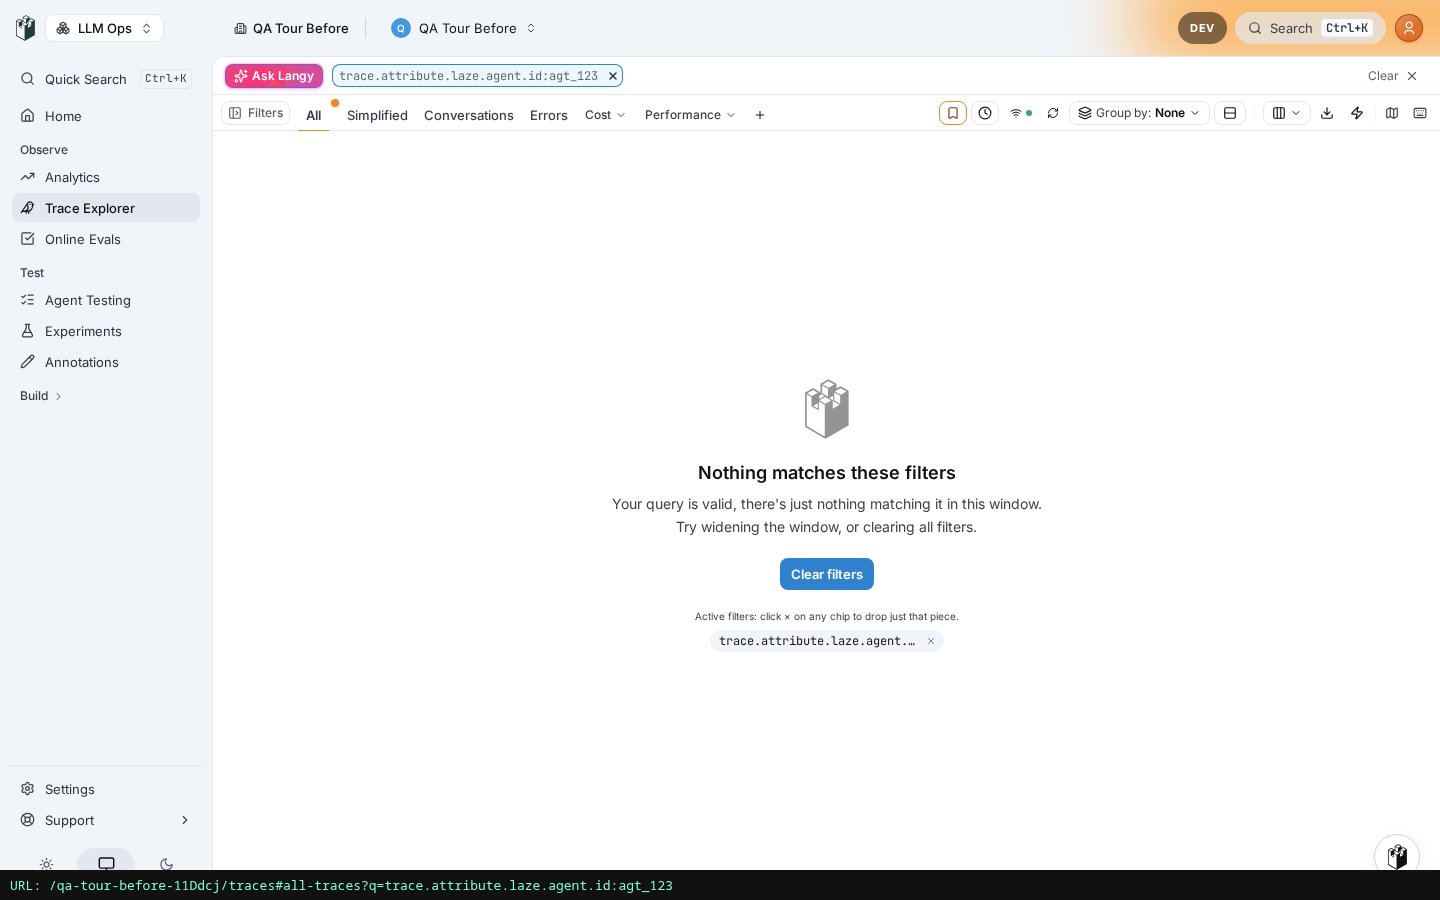 LLM Ops
QA Tour Before
Q
QA Tour Before
DEV
Search Ctrl+K
Quick Search Ctrl+K
Home
Observe
Analytics
Trace Explorer
Online Evals
Test
Agent Testing
Experiments
Annotations
Build
Settings
Support
Ask Langy
trace.attribute.laze.agent.id:agt_123
Clear
Filters
All
Simplified
Conversations
Errors
Cost
Performance
Group by: None
Nothing matches these filters
Your query is valid, there's just nothing matching it in this window.
Try widening the window, or clearing all filters.
Clear filters
Active filters: click × on any chip to drop just that piece.
trace.attribute.laze.agent.…
URL: /qa-tour-before-11Ddcj/traces#all-traces?q=trace.attribute.laze.agent.id:agt_123